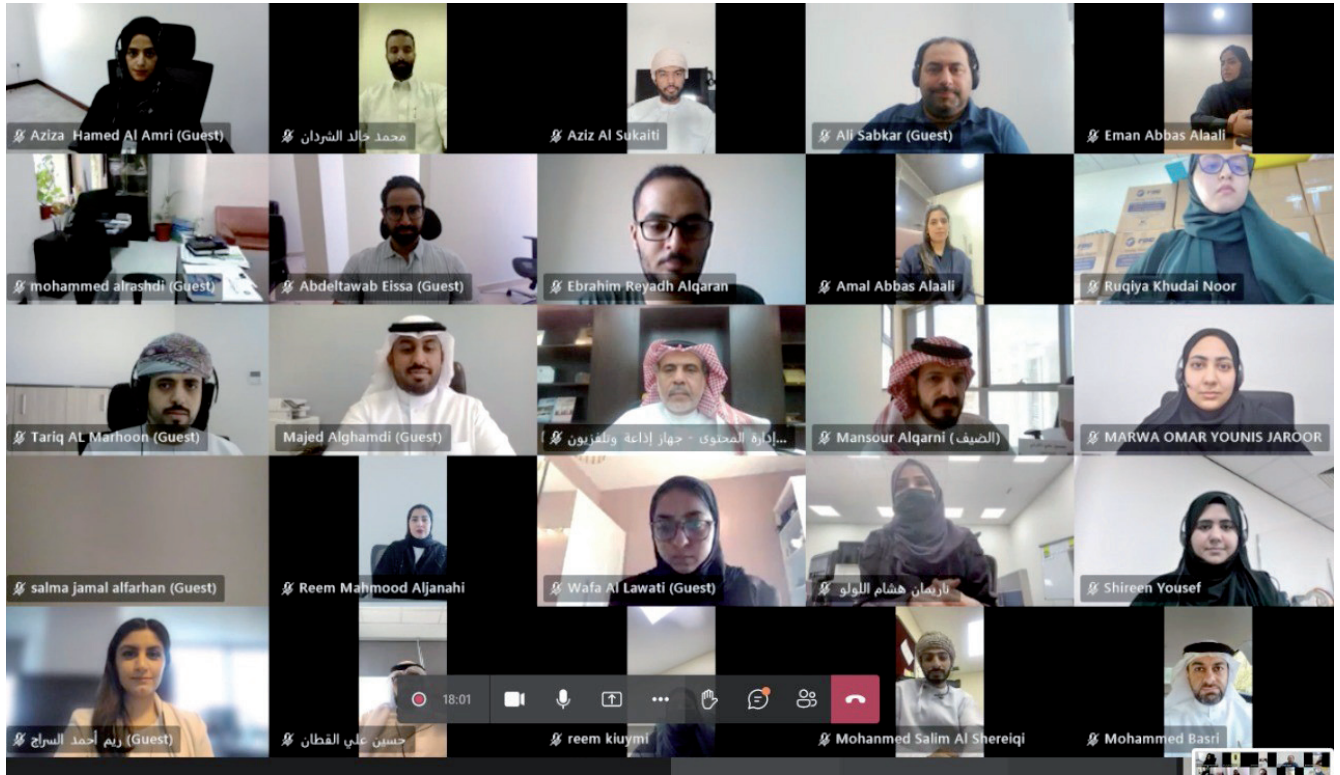 Aziza Hamed Al Amri (Guest)
محمد خالد الشردان
Aziz Al Sukaiti
Ali Sabkar (Guest)
Eman Abbas Alaali
mohammed alrashdi (Guest)
Abdeltawab Eissa (Guest)
Ebrahim Reyadh Alqaran
Amal Abbas Alaali
Ruqiya Khudai Noor
Tariq AL Marhoon (Guest)
Majed Alghamdi (Guest)
إدارة المحتوى - جهاز إذاعة وتلفزيون...
Mansour Alqarni (الضيف)
MARWA OMAR YOUNIS JAROOR
salma jamal alfarhan (Guest)
Reem Mahmood Aljanahi
Wafa Al Lawati (Guest)
ناريمان هشام اللولو
Shireen Yousef
ريم أحمد السراج (Guest)
حسين علي القطان
18:01
reem kiuymi
Mohanmed Salim Al Shereiqi
Mohammed Basri